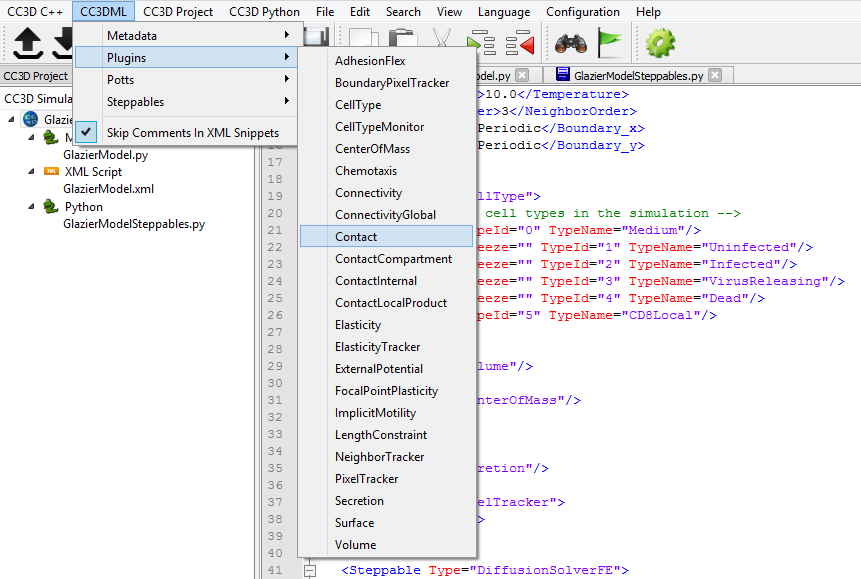 CC3D C++ CC3DML CC3D Project CC3D Python File Edit Search View Language Configuration Help
Metadata
Plugins
Potts
Steppables
Skip Comments In XML Snippets
AdhesionFlex
BoundaryPixelTracker
CellType
CellTypeMonitor
CenterOfMass
Chemotaxis
Connectivity
ConnectivityGlobal
Contact
ContactCompartment
ContactInternal
ContactLocalProduct
Elasticity
ElasticityTracker
ExternalPotential
FocalPointPlasticity
ImplicitMotility
LengthConstraint
NeighborTracker
PixelTracker
Secretion
Surface
Volume
CC3D Project
CC3D Simula
Glazie
M
GlazierModel.py
XML Script
GlazierModel.xml
Python
GlazierModelSteppables.py
del.py GlazierModelSteppables.py
>10.0</Temperature>
er>3</NeighborOrder>
Periodic</Boundary_x>
Periodic</Boundary_y>
17
18
19 ellType">
20 cell types in the simulation -->
21 peId="0" TypeName="Medium"/>
22 eeze="" TypeId="1" TypeName="Uninfected"/>
23 eeze="" TypeId="2" TypeName="Infected"/>
24 eeze="" TypeId="3" TypeName="VirusReleasing"/>
25 eeze="" TypeId="4" TypeName="Dead"/>
26 peId="5" TypeName="CD8Local"/>
27
28
29 lume"/>
30
31 nterOfMass"/>
32
33
34
35 retion"/>
36
37 elTracker">
38 >
39
40
41 <Steppable Type="DiffusionSolverFE">